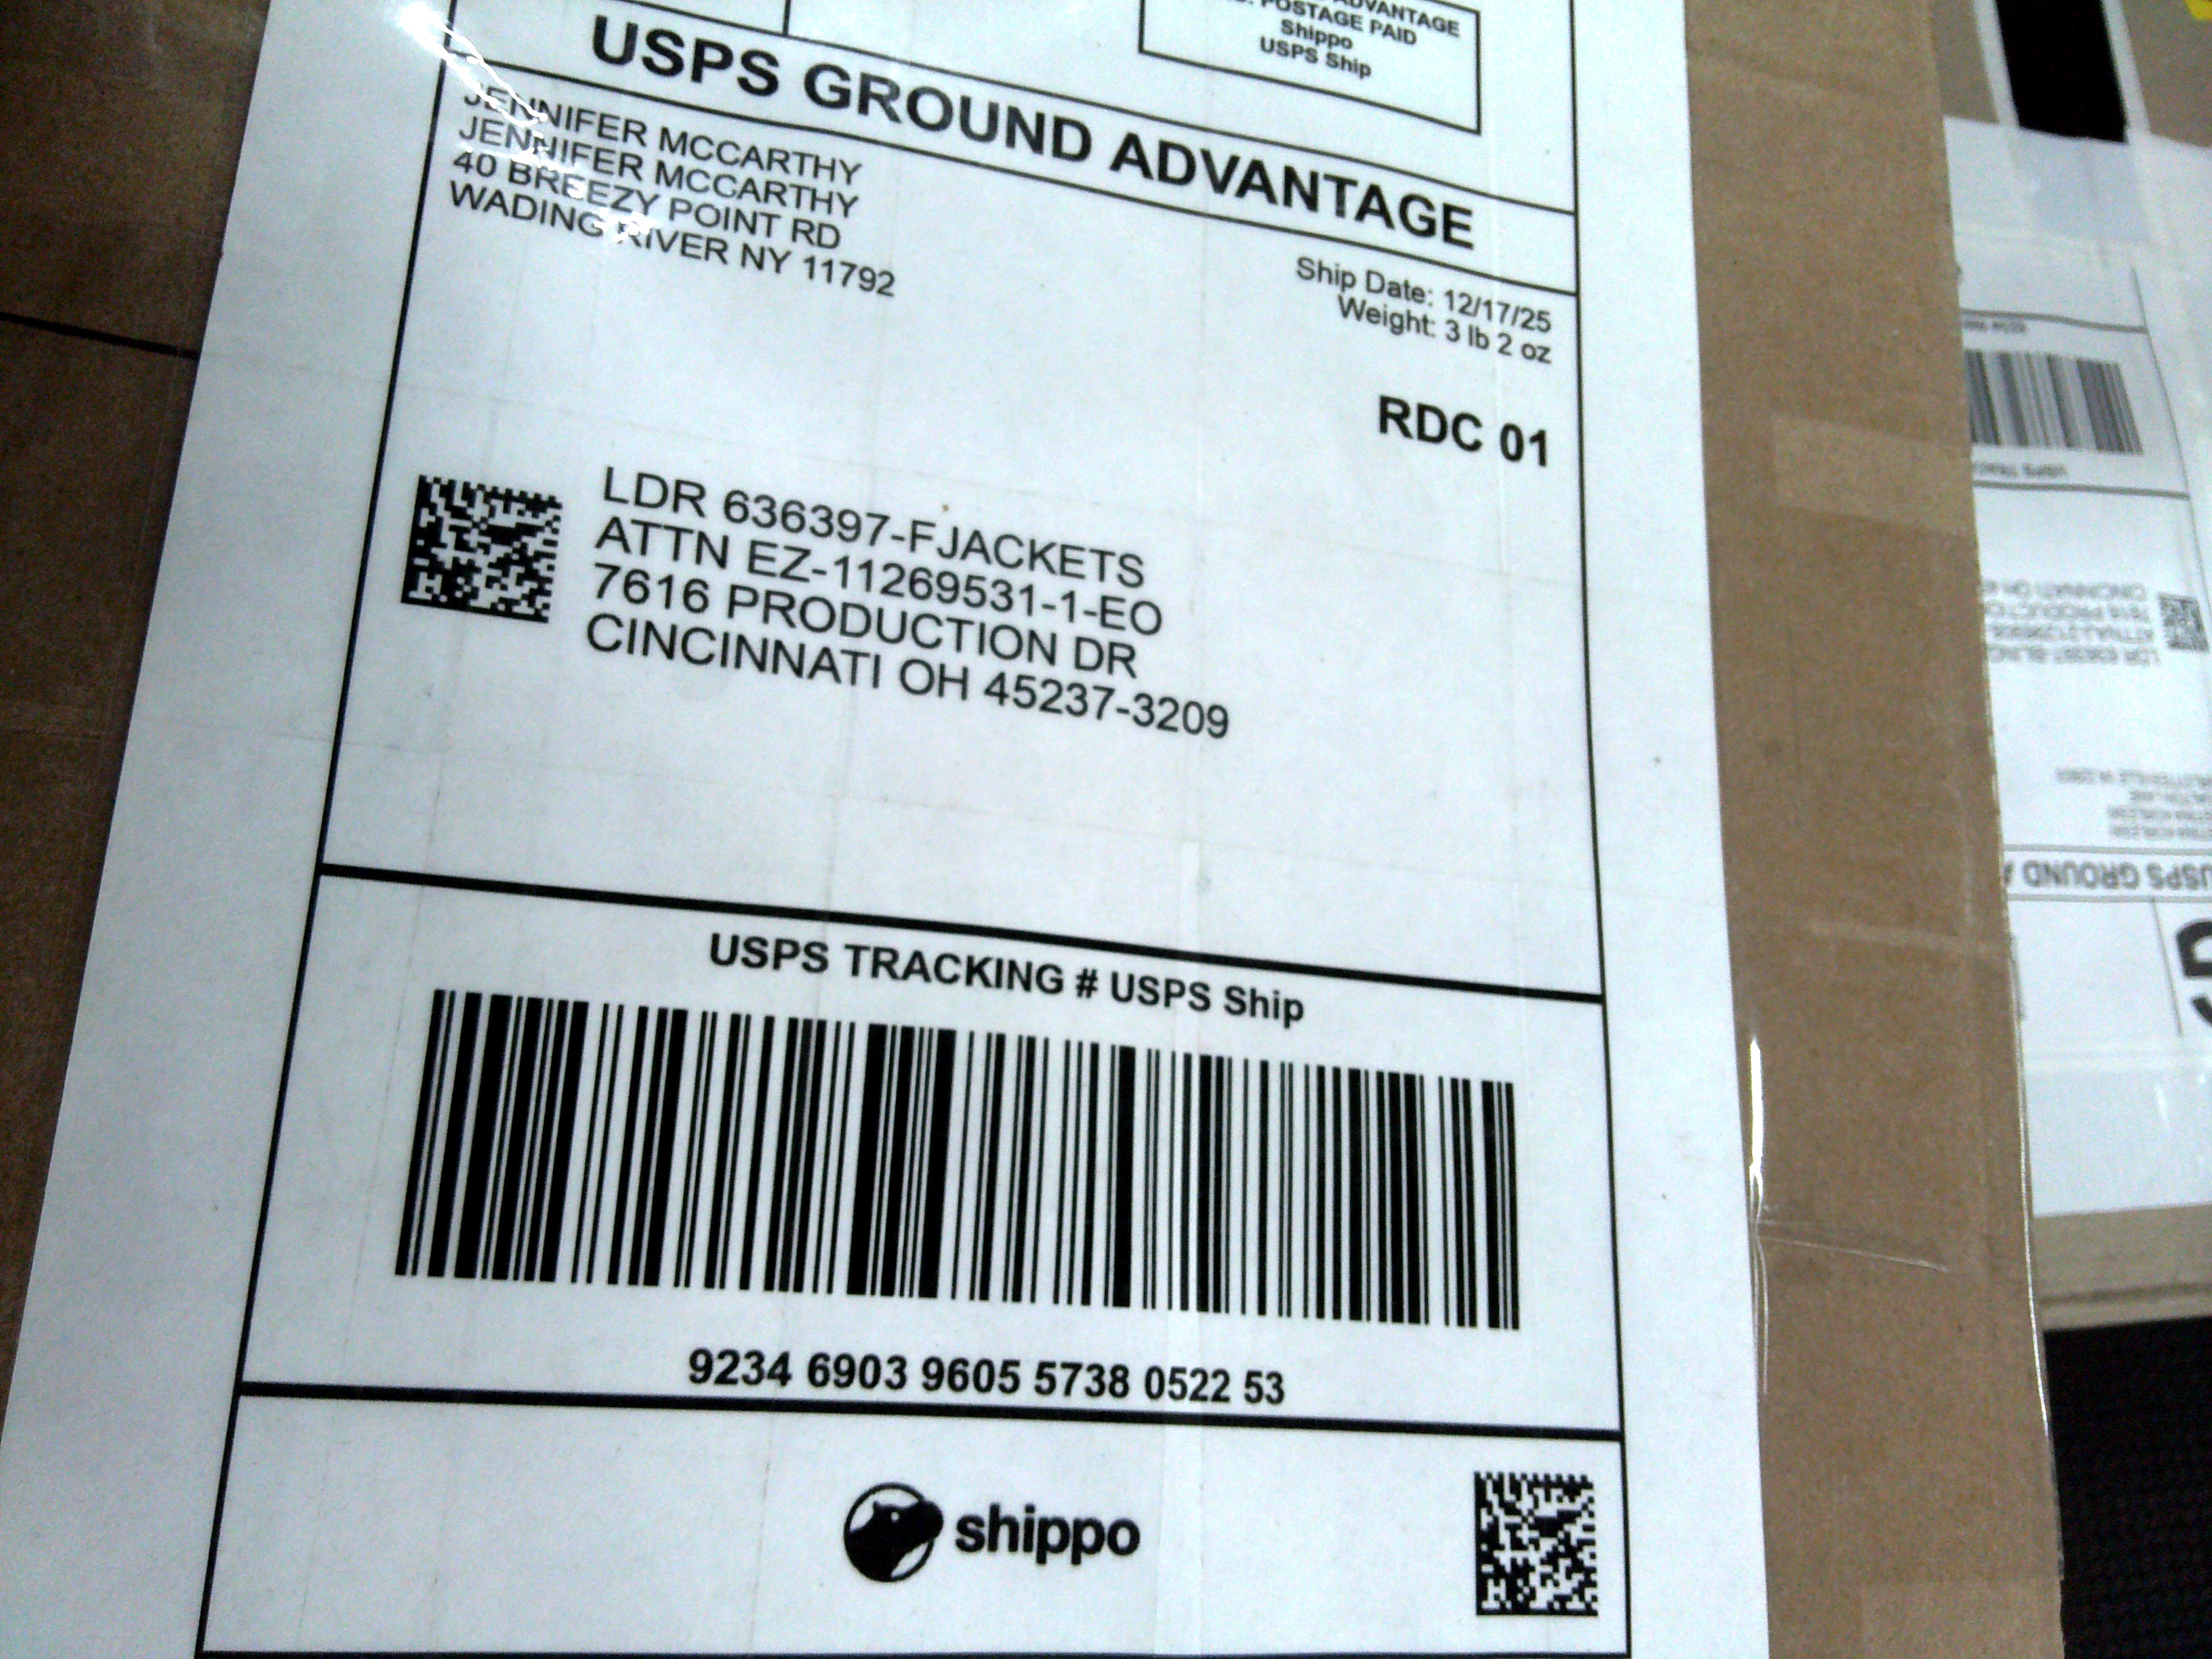 ADVANTAGE
POSTAGE PAID
Shippo
USPS Ship
USPS GROUND ADVANTAGE
JENNIFER MCCARTHY
JENNIFER MCCARTHY
40 BREEZY POINT RD
WADING RIVER NY 11792
Ship Date: 12/17/25
Weight: 3 lb 2 oz
RDC 01
LDR 636397-FJACKETS
ATTN EZ-11269531-1-EO
7616 PRODUCTION DR
CINCINNATI OH 45237-3209
USPS TRACKING # USPS Ship
9234 6903 9605 5738 0522 53
shippo
USPS GROUND